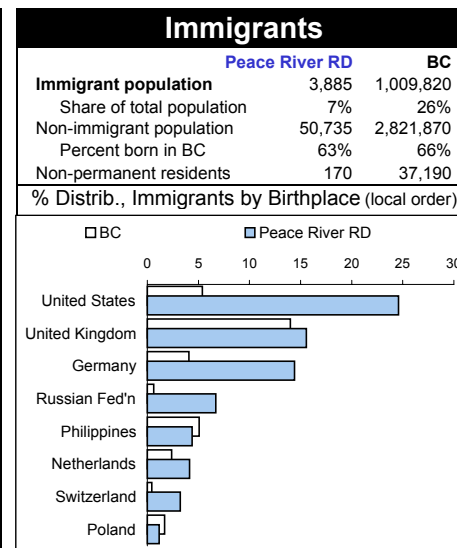 Immigrants
Peace River RD BC
Immigrant population 3,885 1,009,820
Share of total population 7% 26%
Non-immigrant population 50,735 2,821,870
Percent born in BC 63% 66%
Non-permanent residents 170 37,190
% Distrib., Immigrants by Birthplace (local order)
BC Peace River RD
0 5 10 15 20 25 30
United States
United Kingdom
Germany
Russian Fed'n
Philippines
Netherlands
Switzerland
Poland